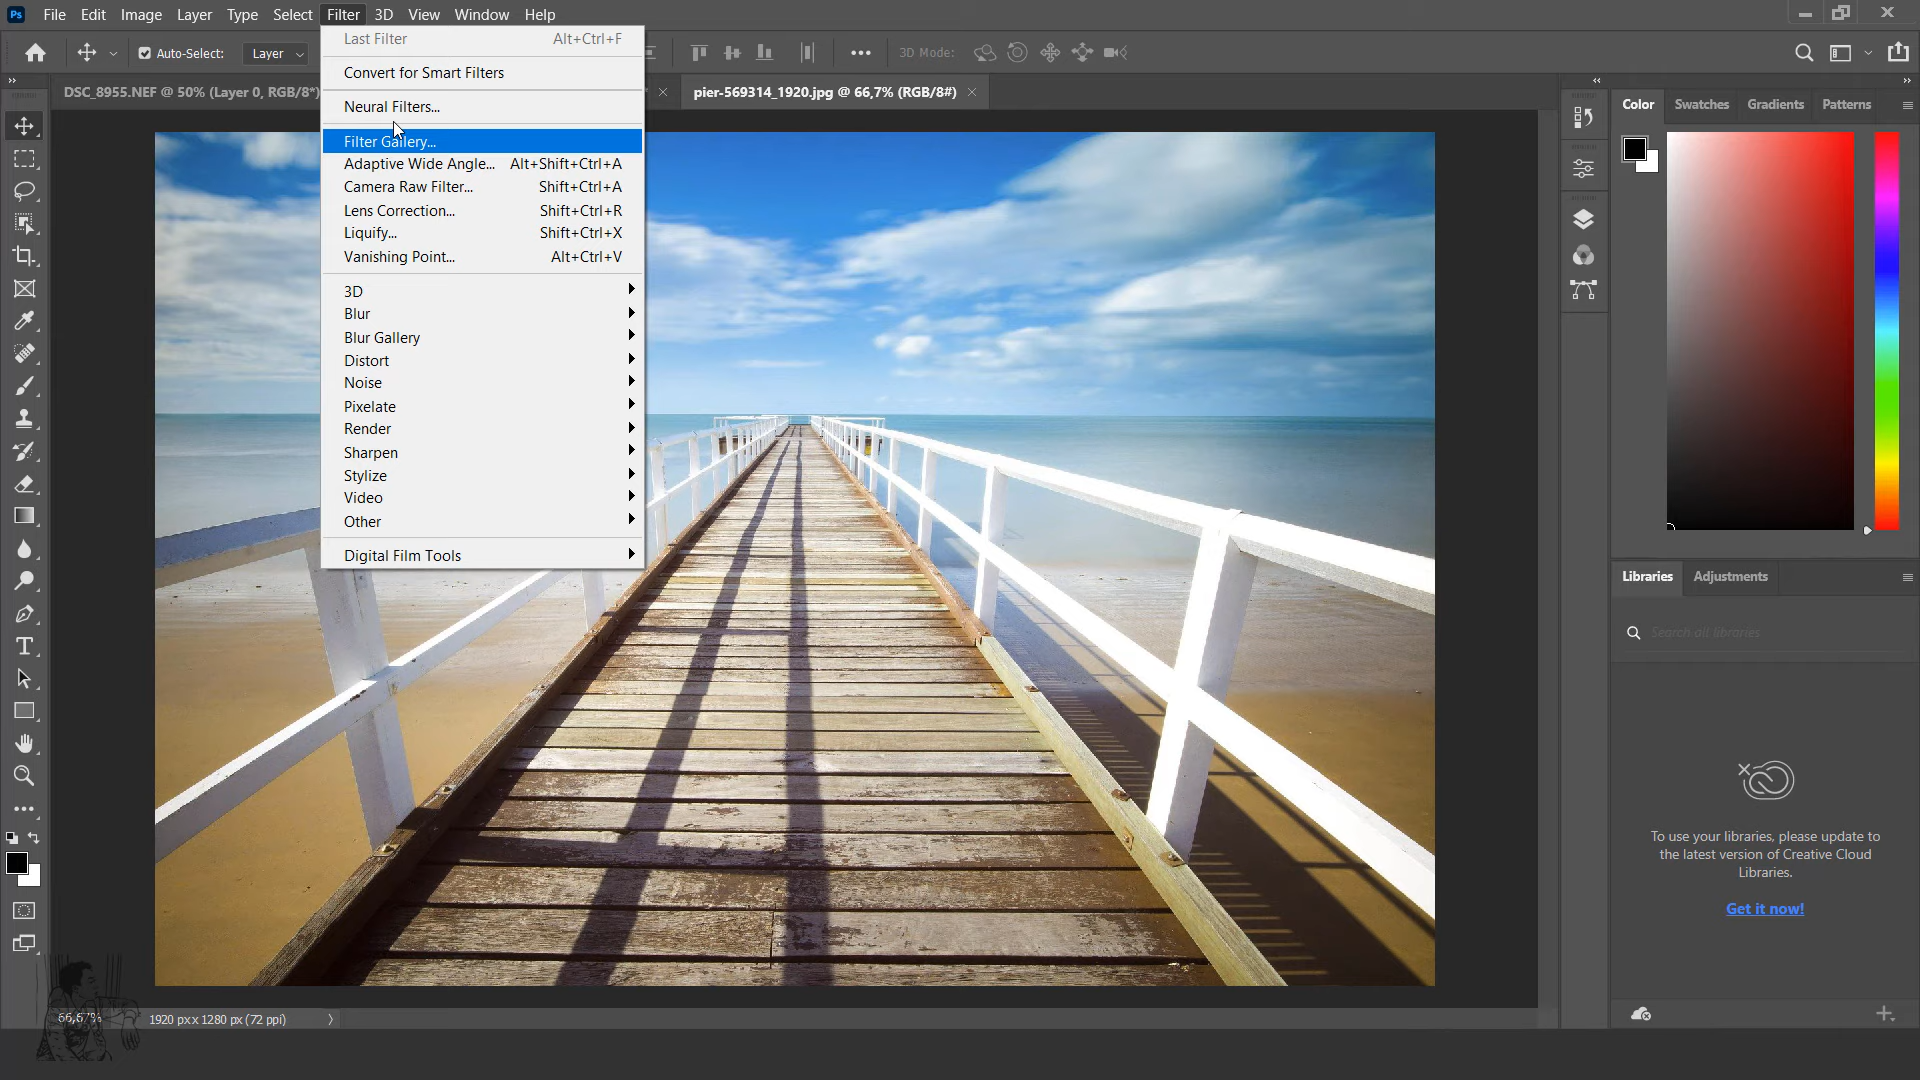 Ps File Edit Image Layer Type Select Filter 3D View Window Help
Auto-Select: Layer 3D Mode:
DSC_8955.NEF @ 50% (Layer 0, RGB/8*) pier-569314_1920.jpg @ 66,7% (RGB/8#)
Last Filter Alt+Ctrl+F
Convert for Smart Filters
Neural Filters...
Filter Gallery...
Adaptive Wide Angle... Alt+Shift+Ctrl+A
Camera Raw Filter... Shift+Ctrl+A
Lens Correction... Shift+Ctrl+R
Liquify... Shift+Ctrl+X
Vanishing Point... Alt+Ctrl+V
3D
Blur
Blur Gallery
Distort
Noise
Pixelate
Render
Sharpen
Stylize
Video
Other
Digital Film Tools
Color Swatches Gradients Patterns
Libraries Adjustments
Search all libraries
To use your libraries, please update to
the latest version of Creative Cloud
Libraries.
Get it now!
66,67% 1920 px x 1280 px (72 ppi)